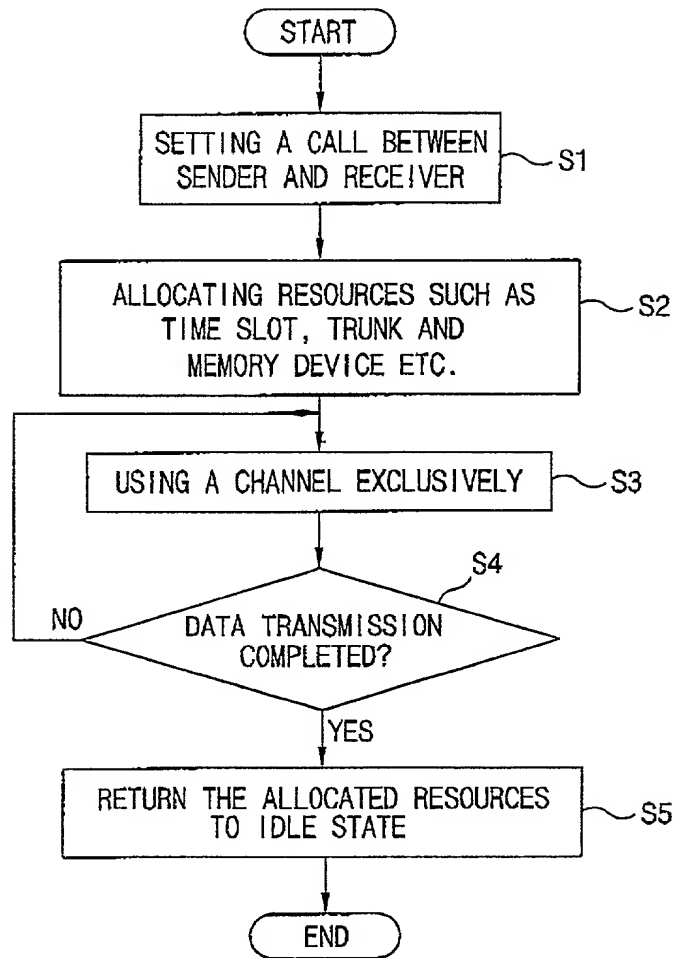 START
SETTING A CALL BETWEEN
SENDER AND RECEIVER
S1
ALLOCATING RESOURCES SUCH AS
TIME SLOT, TRUNK AND
MEMORY DEVICE ETC.
S2
USING A CHANNEL EXCLUSIVELY
S3
S4
NO
DATA TRANSMISSION
COMPLETED?
YES
RETURN THE ALLOCATED RESOURCES
TO IDLE STATE
S5
END